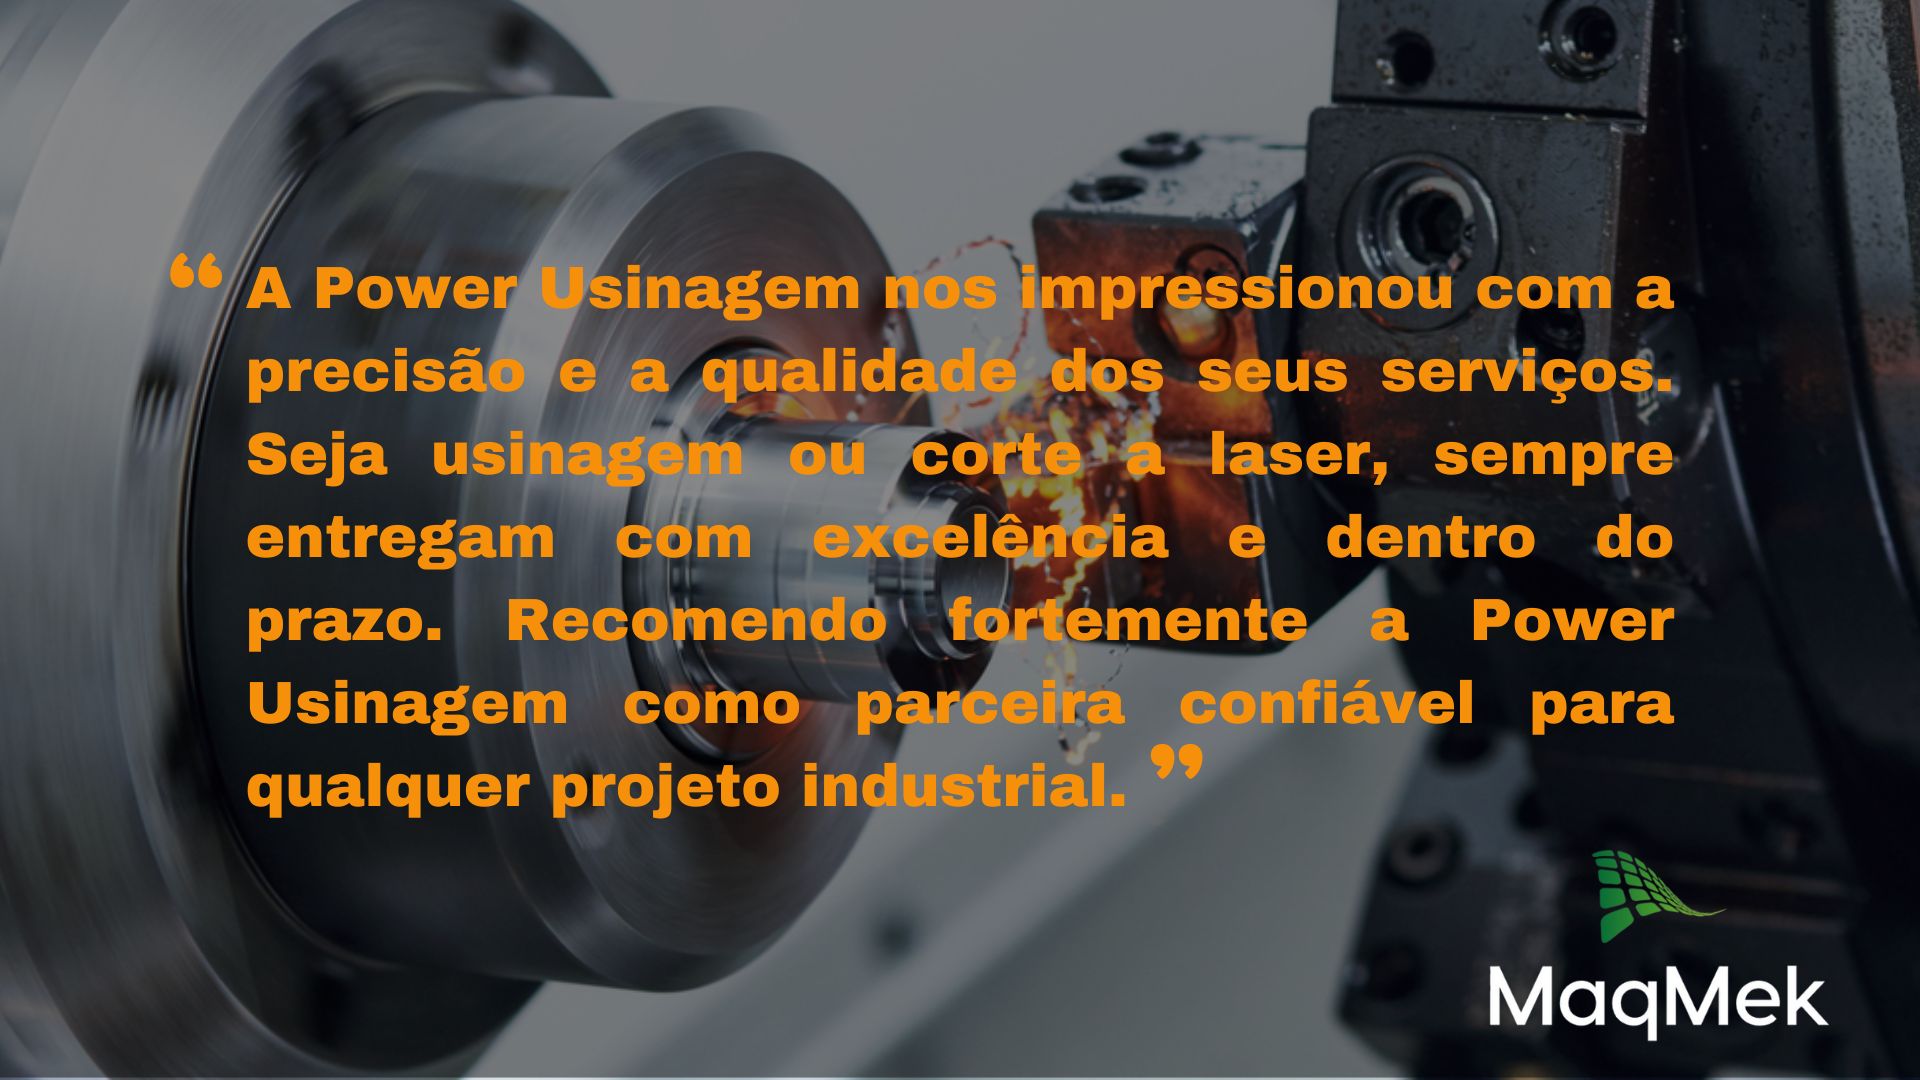 “ A Power Usinagem nos impressionou com a
precisão e a qualidade dos seus serviços.
Seja usinagem ou corte a laser, sempre
entregam com excelência e dentro do
prazo. Recomendo fortemente a Power
Usinagem como parceira confiável para
qualquer projeto industrial. ”
MaqMek